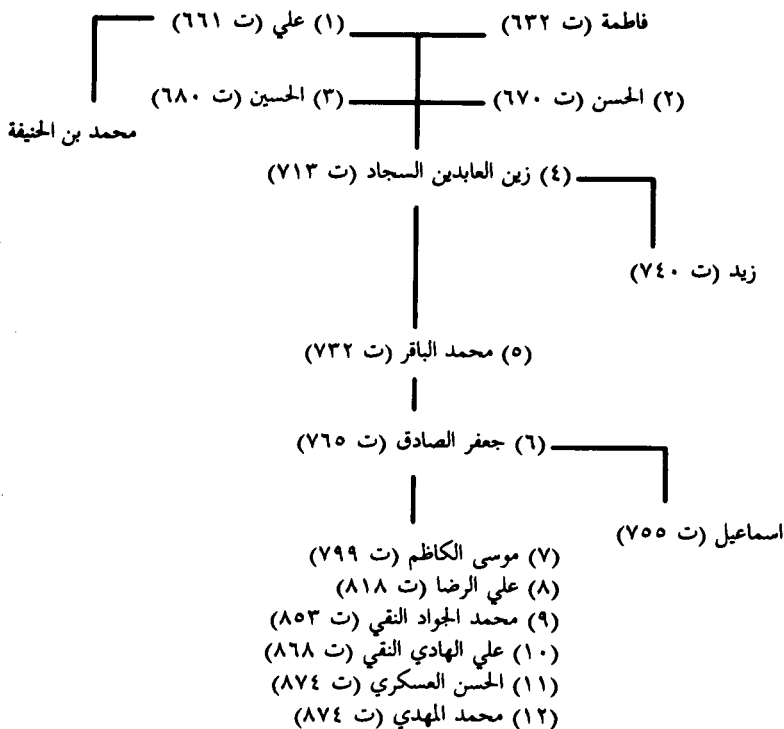 فاطمة (ت ٦٣٢) (١) علي (ت ٦٦١)
(٢) الحسن (ت ٦٧٠) (٣) الحسين (ت ٦٨٠)
محمد بن الحنيفة
(٤) زين العابدين السجاد (ت ٧١٣)
زيد (ت ٧٤٠)
(٥) محمد الباقر (ت ٧٣٢)
(٦) جعفر الصادق (ت ٧٦٥)
اسماعيل (ت ٧٥٥)
(٧) موسى الكاظم (ت ٧٩٩)
(٨) علي الرضا (ت ٨١٨)
(٩) محمد الجواد النقي (ت ٨٥٣)
(١٠) علي الهادي النقي (ت ٨٦٨)
(١١) الحسن العسكري (ت ٨٧٤)
(١٢) محمد المهدي (ت ٨٧٤)